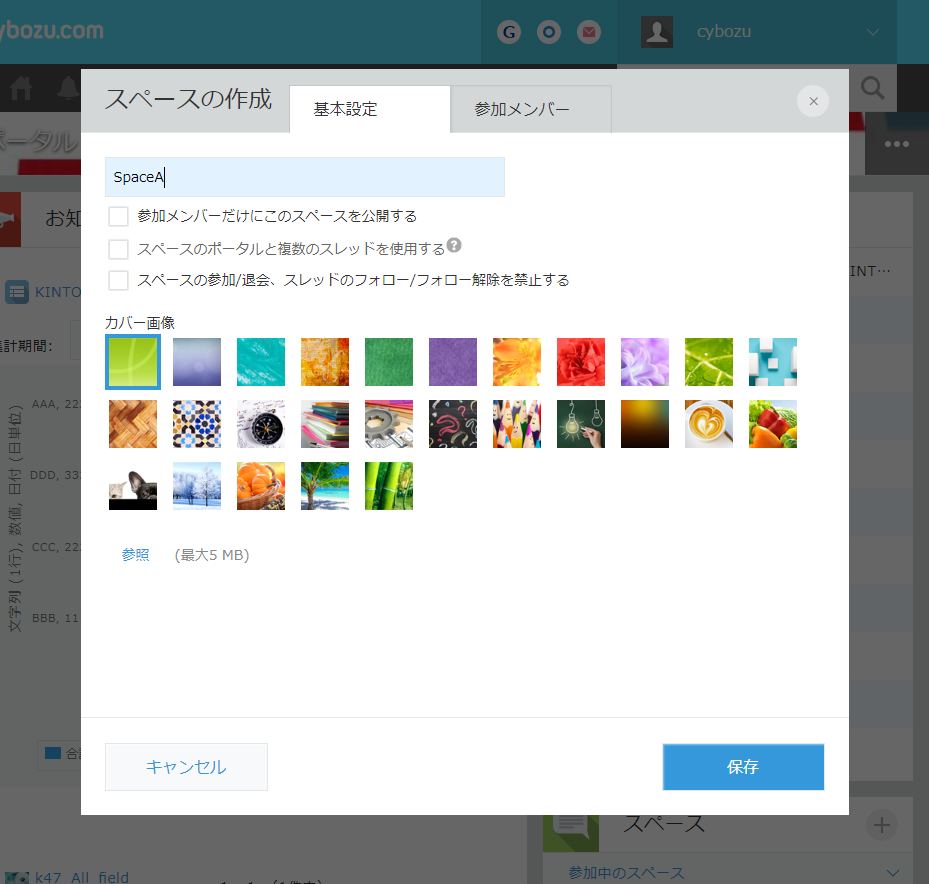 ybozu.com
G
cybozu
スペースの作成
基本設定
参加メンバー
×
ポータル
SpaceA
お知
参加メンバーだけにこのスペースを公開する
スペースのポータルと複数のスレッドを使用する?
スペースの参加/退会、スレッドのフォロー/フォロー解除を禁止する
INT…
KINTO
カバー画像
集計期間:
AAA, 22
DDD, 33
CCC, 22
BBB, 11
文字列 (1行), 数値, 日付 (日単位)
参照 (最大5 MB)
合計
キャンセル
保存
スペース
参加中のスペース
k47_All_field